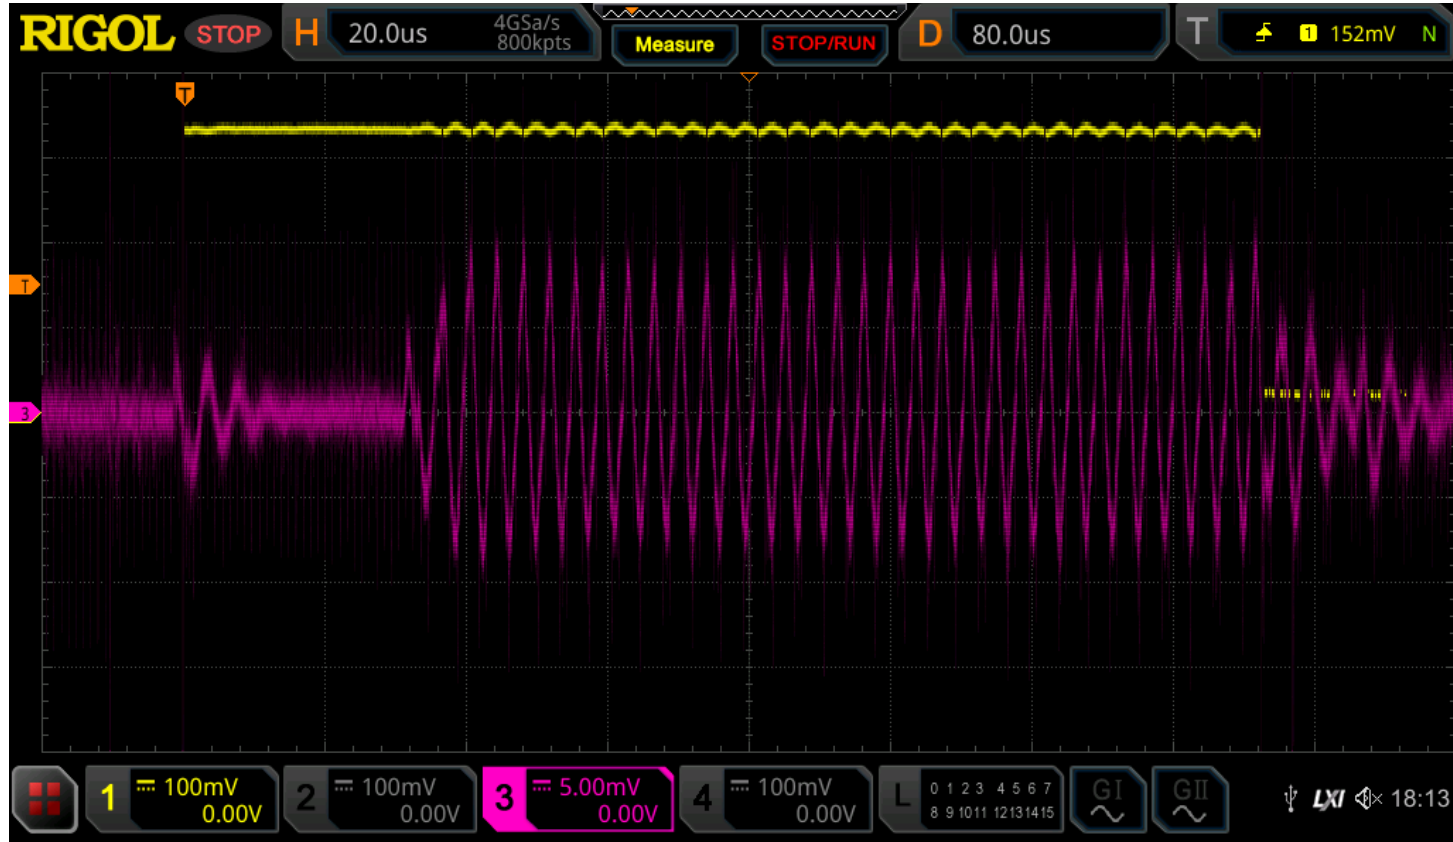 RIGOL STOP H 20.0us 4GSa/s Measure STOP/RUN D 80.0us T 1 152mV N
800kpts
T
T
3
1 100mV 2 100mV 3 5.00mV 4 100mV L 0 1 2 3 4 5 6 7 GI GII LXI 18:13
0.00V 0.00V 0.00V 0.00V 8 9 10 11 12 13 14 15